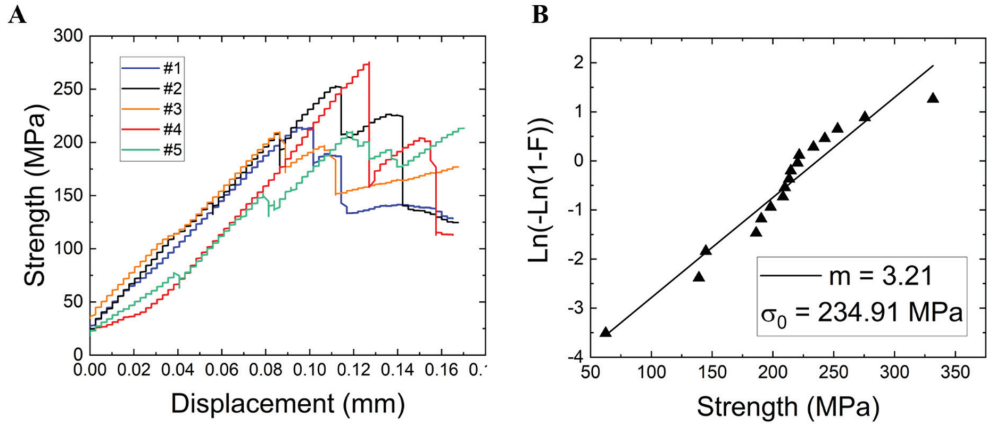 A
Strength (MPa)
300
250
200
150
100
50
0
#1
#2
#3
#4
#5
0.00 0.02 0.04 0.06 0.08 0.10 0.12 0.14 0.16 0.1
Displacement (mm)
B
Ln(-Ln(1-F))
2
1
0
-1
-2
-3
-4
m = 3.21
σ0 = 234.91 MPa
50 100 150 200 250 300 350
Strength (MPa)